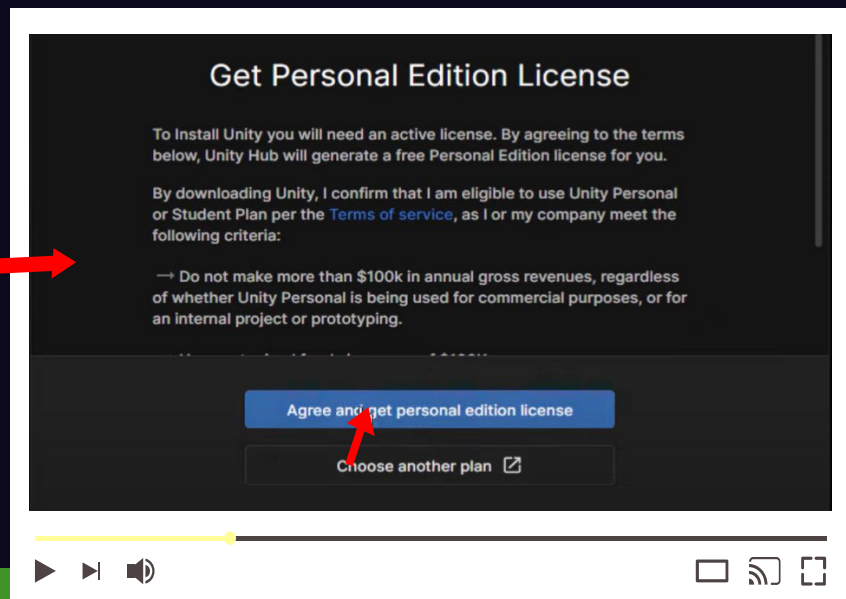 Get Personal Edition License
To Install Unity you will need an active license. By agreeing to the terms
below, Unity Hub will generate a free Personal Edition license for you.
By downloading Unity, I confirm that I am eligible to use Unity Personal
or Student Plan per the Terms of service, as I or my company meet the
following criteria:
→ Do not make more than $100k in annual gross revenues, regardless
of whether Unity Personal is being used for commercial purposes, or for
an internal project or prototyping.
Agree and get personal edition license
Choose another plan